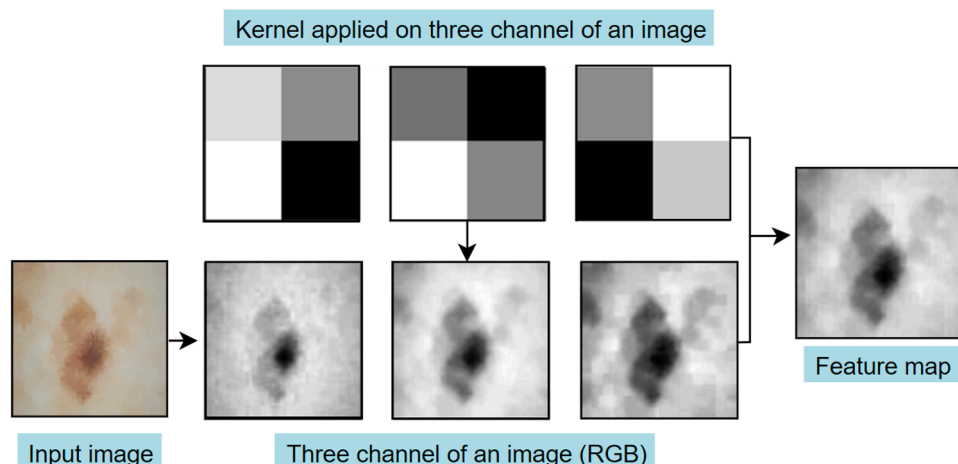 Kernel applied on three channel of an image
Feature map
Input image
Three channel of an image (RGB)